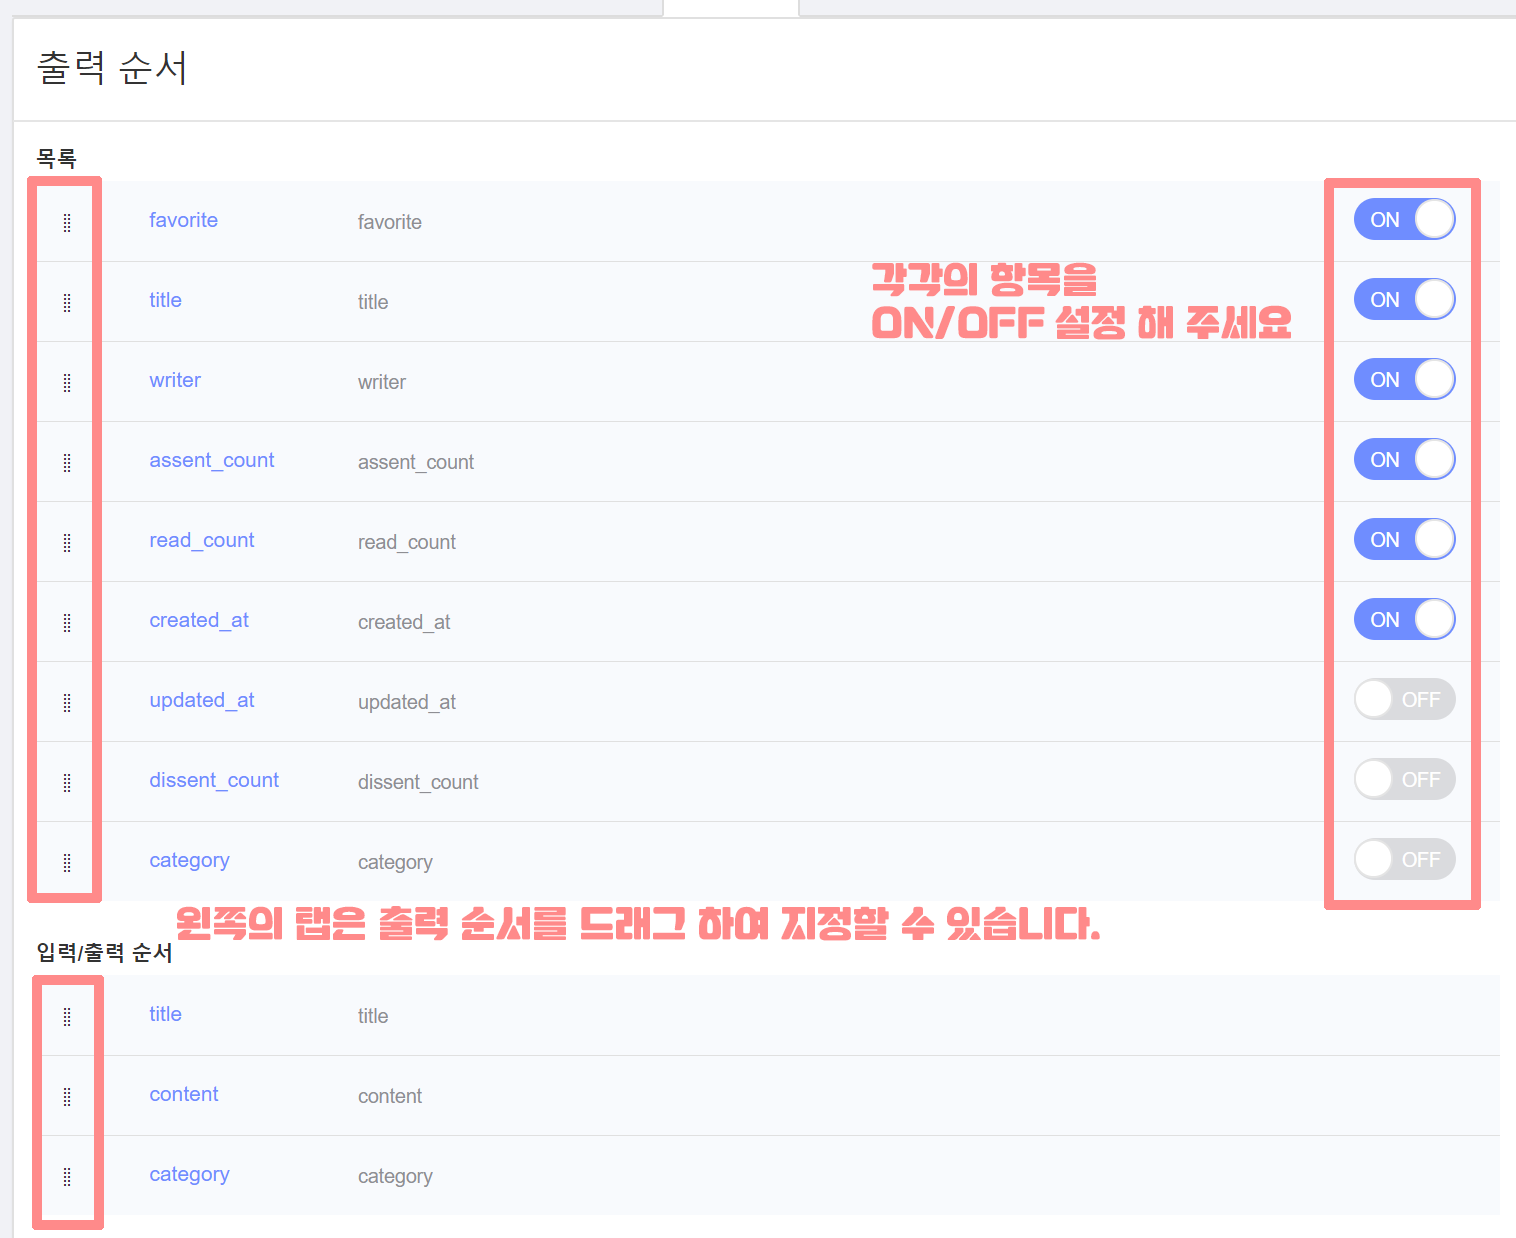 출력 순서
목록
favorite favorite ON
각각의 항목을
title title ON
ON/OFF 설정 해 주세요
writer writer ON
assent_count assent_count ON
read_count read_count ON
created_at created_at ON
updated_at updated_at OFF
dissent_count dissent_count OFF
category category OFF
왼쪽의 탭은 출력 순서를 드래그 하여 지정할 수 있습니다.
입력/출력 순서
title title
content content
category category